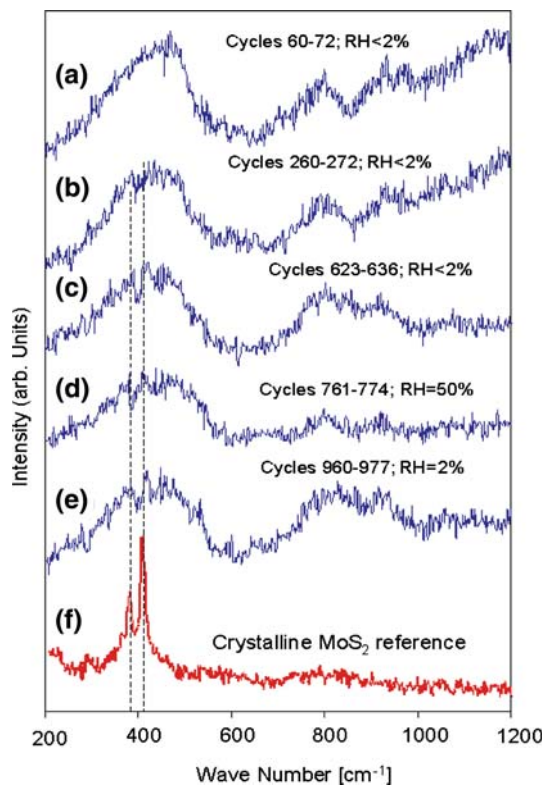 Cycles 60-72; RH<2%
(a)
Cycles 260-272; RH<2%
(b)
Cycles 623-636; RH<2%
(c)
Cycles 761-774; RH=50%
(d)
Cycles 960-977; RH=2%
(e)
(f)
Crystalline MoS₂ reference
Intensity (arb. Units)
200 400 600 800 1000 1200
Wave Number [cm⁻¹]